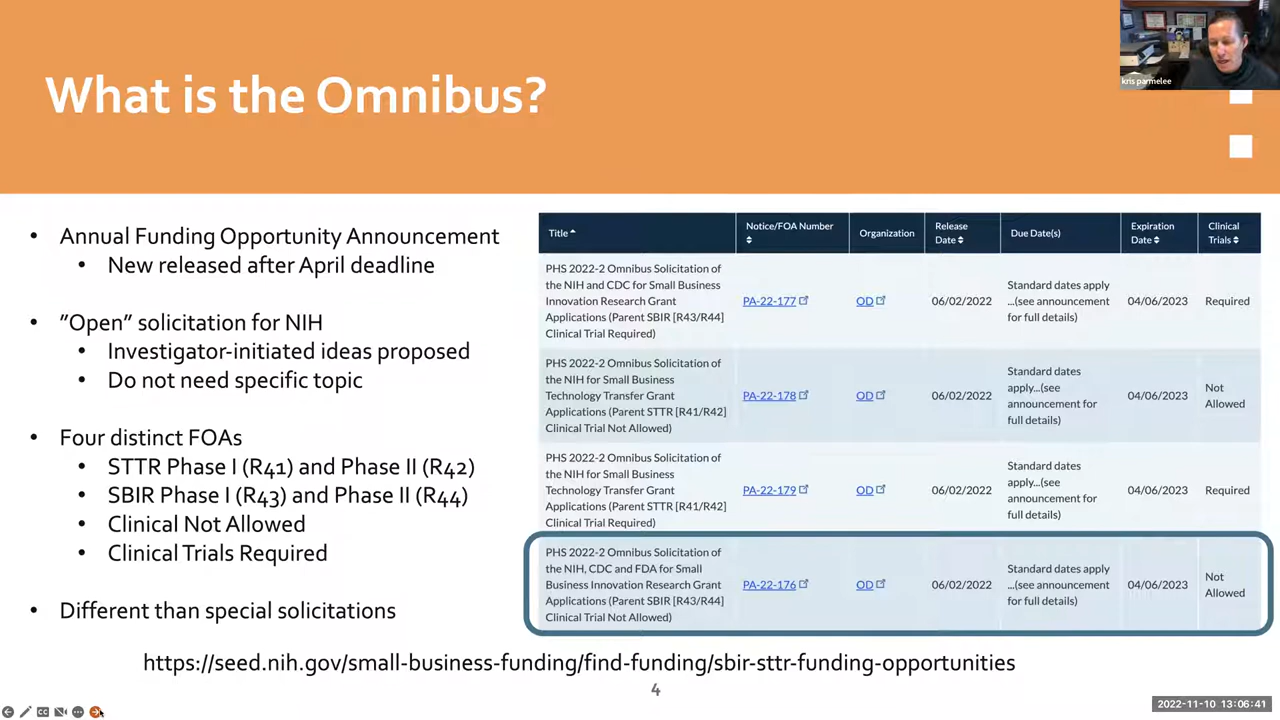 kris parmelee
What is the Omnibus?
• Annual Funding Opportunity Announcement
• New released after April deadline
• ”Open” solicitation for NIH
• Investigator-initiated ideas proposed
• Do not need specific topic
• Four distinct FOAs
• STTR Phase I (R41) and Phase II (R42)
• SBIR Phase I (R43) and Phase II (R44)
• Clinical Not Allowed
• Clinical Trials Required
• Different than special solicitations
Title Notice/FOA Number Organization Release Date Due Date(s) Expiration Date Clinical Trials
PHS 2022-2 Omnibus Solicitation of
the NIH and CDC for Small Business
Innovation Research Grant
Applications (Parent SBIR [R43/R44]
Clinical Trial Required)
PA-22-177
OD
06/02/2022
Standard dates apply
...(see announcement
for full details)
04/06/2023
Required
PHS 2022-2 Omnibus Solicitation of
the NIH for Small Business
Technology Transfer Grant
Applications (Parent STTR [R41/R42]
Clinical Trial Not Allowed)
PA-22-178
OD
06/02/2022
Standard dates
apply...(see
announcement for
full details)
04/06/2023
Not
Allowed
PHS 2022-2 Omnibus Solicitation of
the NIH for Small Business
Technology Transfer Grant
Applications (Parent STTR [R41/R42]
Clinical Trial Required)
PA-22-179
OD
06/02/2022
Standard dates
apply...(see
announcement for
full details)
04/06/2023
Required
PHS 2022-2 Omnibus Solicitation of
the NIH, CDC and FDA for Small
Business Innovation Research Grant
Applications (Parent SBIR [R43/R44]
Clinical Trial Not Allowed)
PA-22-176
OD
06/02/2022
Standard dates apply
...(see announcement
for full details)
04/06/2023
Not
Allowed
https://seed.nih.gov/small-business-funding/find-funding/sbir-sttr-funding-opportunities
4
CC
2022-11-10 13:06:41